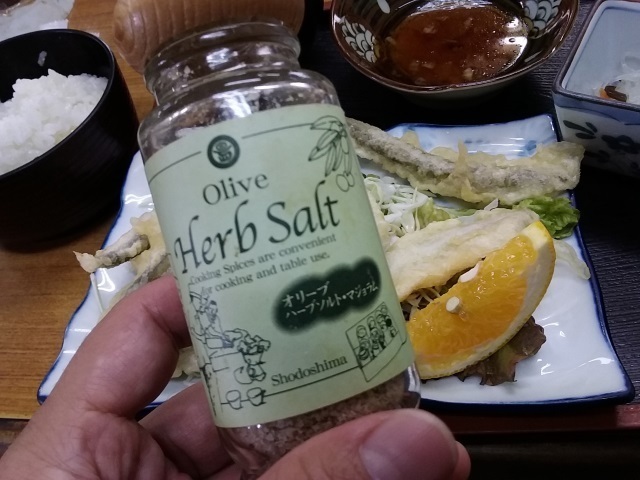 Olive
Herb Salt
Cooking Spices are convenient
for cooking and table use.
オリーブ
ハーブ・ソルト・マジョラム
Shodoshima